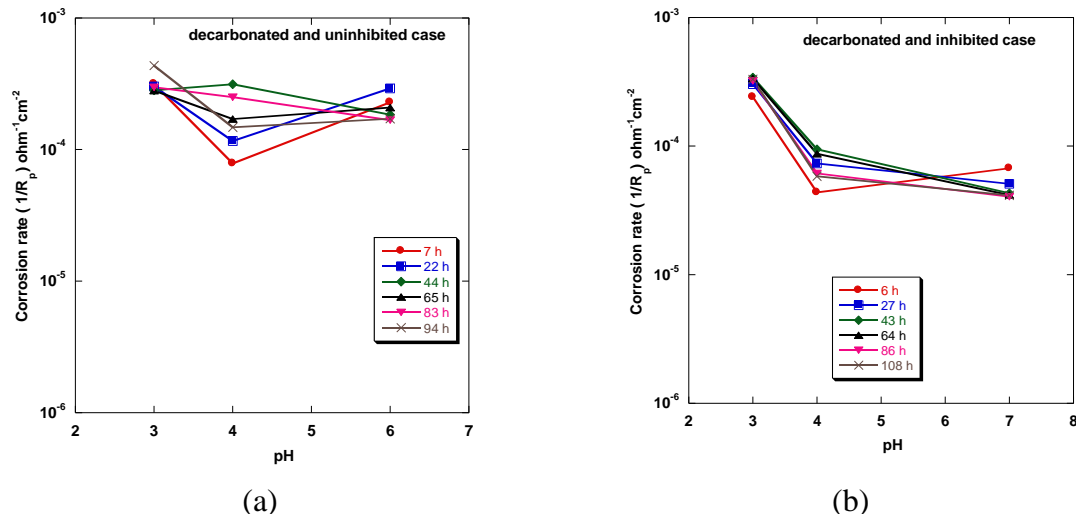 decarbonated and uninhibited case
Corrosion rate ( 1/Rp) ohm-1cm-2
10-3
10-4
10-5
10-6
7 h
22 h
44 h
65 h
83 h
94 h
2 3 4 5 6 7
pH
(a)
decarbonated and inhibited case
Corrosion rate ( 1/Rp) ohm-1cm-2
10-3
10-4
10-5
10-6
6 h
27 h
43 h
64 h
86 h
108 h
2 3 4 5 6 7 8
pH
(b)